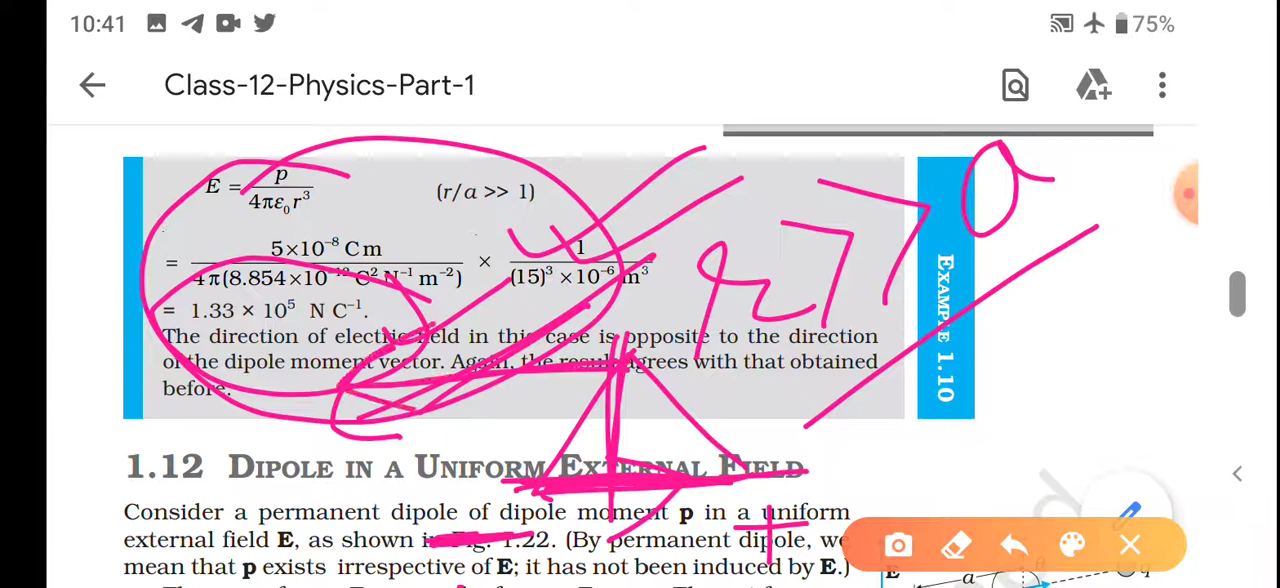 10:41 75%
Class-12-Physics-Part-1
E = p / 4πε₀r³ (r/a >> 1)
= 5×10⁻⁸ C m / 4π(8.854×10⁻¹² C² N⁻¹ m⁻²) × 1 / (15)³ ×10⁻⁶ m³
= 1.33 × 10⁵ N C⁻¹.
The direction of electric field in this case is opposite to the direction
of the dipole moment vector. Again, the result agrees with that obtained
before.
EXAMPLE 1.10
1.12 DIPOLE IN A UNIFORM EXTERNAL FIELD
Consider a permanent dipole of dipole moment p in a uniform
external field E, as shown in Fig. 1.22. (By permanent dipole, we
mean that p exists irrespective of E; it has not been induced by E.)
E a θ q